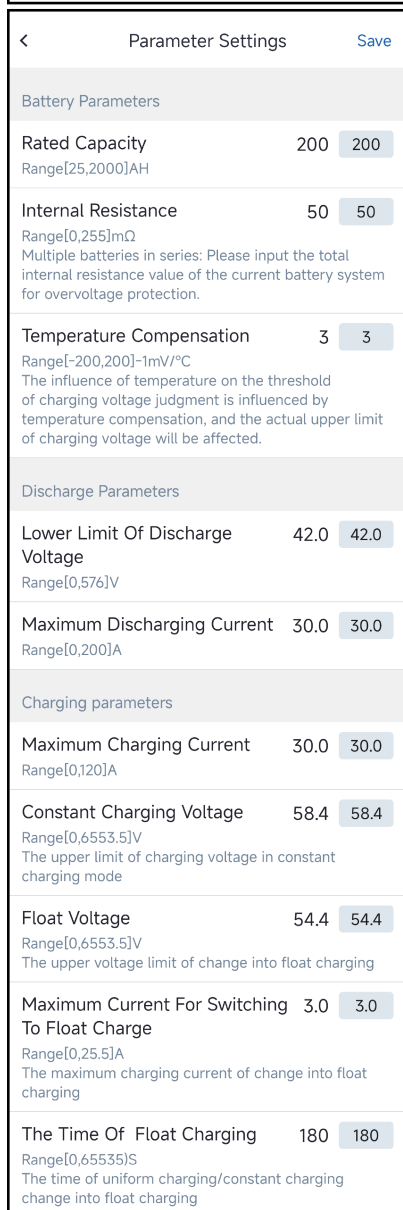 Parameter Settings Save
Battery Parameters
Rated Capacity 200 200
Range[25,2000]AH
Internal Resistance 50 50
Range[0,255]mΩ
Multiple batteries in series: Please input the total
internal resistance value of the current battery system
for overvoltage protection.
Temperature Compensation 3 3
Range[-200,200]-1mV/°C
The influence of temperature on the threshold
of charging voltage judgment is influenced by
temperature compensation, and the actual upper limit
of charging voltage will be affected.
Discharge Parameters
Lower Limit Of Discharge 42.0 42.0
Voltage
Range[0,576]V
Maximum Discharging Current 30.0 30.0
Range[0,200]A
Charging parameters
Maximum Charging Current 30.0 30.0
Range[0,120]A
Constant Charging Voltage 58.4 58.4
Range[0,6553.5]V
The upper limit of charging voltage in constant
charging mode
Float Voltage 54.4 54.4
Range[0,6553.5]V
The upper voltage limit of change into float charging
Maximum Current For Switching 3.0 3.0
To Float Charge
Range[0,25.5]A
The maximum charging current of change into float
charging
The Time Of Float Charging 180 180
Range[0,65535)S
The time of uniform charging/constant charging
change into float charging